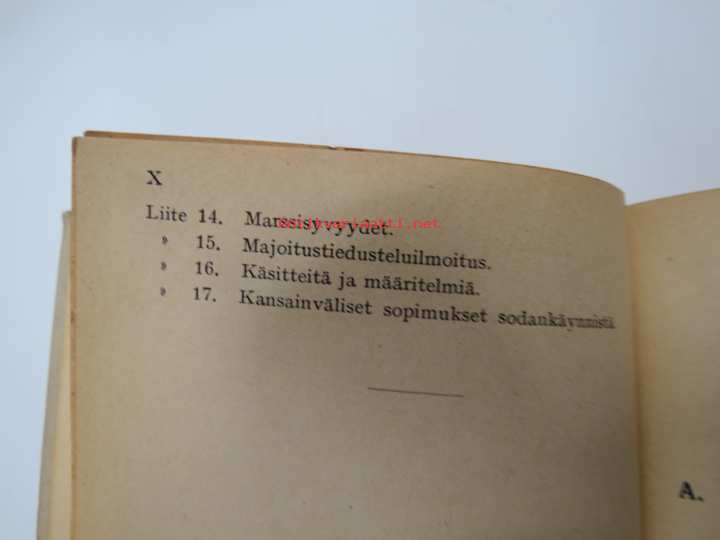 X
Liite 14. Marssisyvyydet.
» 15. Majoitustiedusteluilmoitus.
» 16. Käsitteitä ja määritelmiä.
» 17. Kansainväliset sopimukset sodankäynnistä
A.